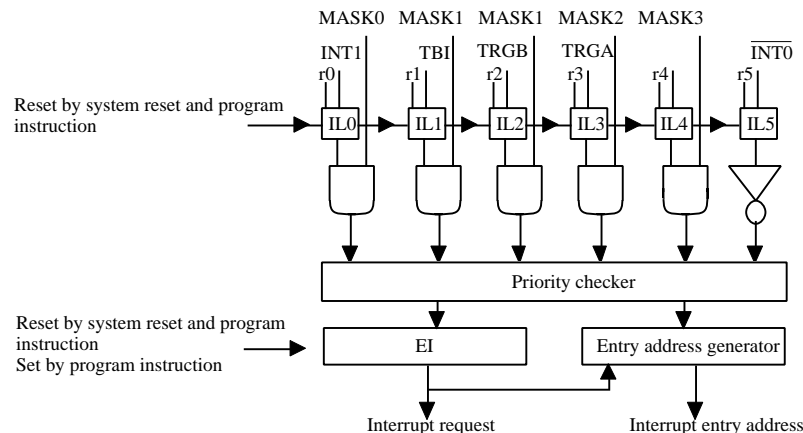 MASK0 MASK1 MASK1 MASK2 MASK3
INT1 TBI TRGB TRGA INT0
r0 r1 r2 r3 r4 r5
Reset by system reset and program
instruction
IL0 IL1 IL2 IL3 IL4 IL5
Priority checker
Reset by system reset and program
instruction
Set by program instruction
EI Entry address generator
Interrupt request Interrupt entry address